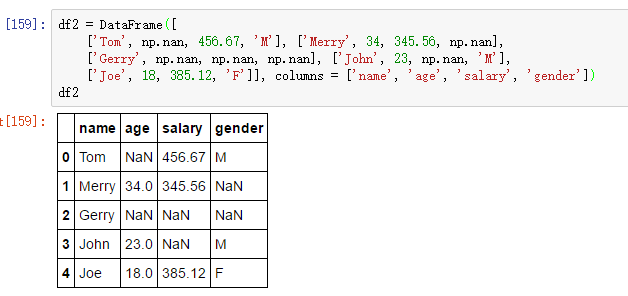 [159]: df2 = DataFrame([
['Tom', np.nan, 456.67, 'M'], ['Merry', 34, 345.56, np.nan],
['Gerry', np.nan, np.nan, np.nan], ['John', 23, np.nan, 'M'],
['Joe', 18, 385.12, 'F']], columns = ['name', 'age', 'salary', 'gender'])
df2
t[159]:
name age salary gender
0 Tom NaN 456.67 M
1 Merry 34.0 345.56 NaN
2 Gerry NaN NaN NaN
3 John 23.0 NaN M
4 Joe 18.0 385.12 F